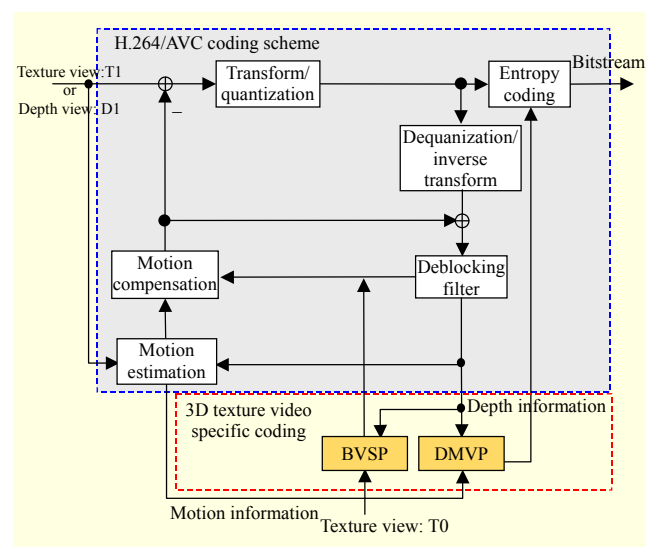 H.264/AVC coding scheme
Texture view:T1
or
Depth view: D1
Transform/
quantization
Entropy
coding
Bitstream
–
Dequanization/
inverse
transform
Motion
compensation
Deblocking
filter
Motion
estimation
3D texture video
specific coding
Depth information
BVSP
DMVP
Motion information
Texture view: T0